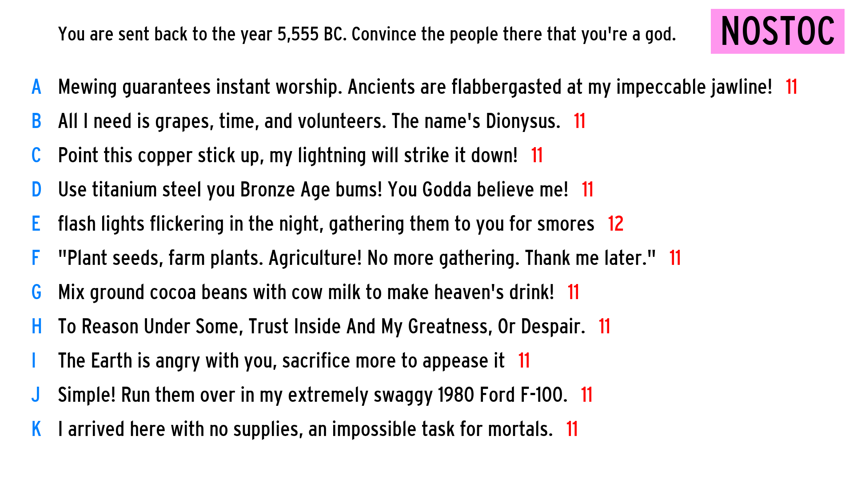 You are sent back to the year 5,555 BC. Convince the people there that you're a god.
NOSTOC
A Mewing guarantees instant worship. Ancients are flabbergasted at my impeccable jawline! 11
B All I need is grapes, time, and volunteers. The name's Dionysus. 11
C Point this copper stick up, my lightning will strike it down! 11
D Use titanium steel you Bronze Age bums! You Godda believe me! 11
E flash lights flickering in the night, gathering them to you for smores 12
F "Plant seeds, farm plants. Agriculture! No more gathering. Thank me later." 11
G Mix ground cocoa beans with cow milk to make heaven's drink! 11
H To Reason Under Some, Trust Inside And My Greatness, Or Despair. 11
I The Earth is angry with you, sacrifice more to appease it 11
J Simple! Run them over in my extremely swaggy 1980 Ford F-100. 11
K I arrived here with no supplies, an impossible task for mortals. 11